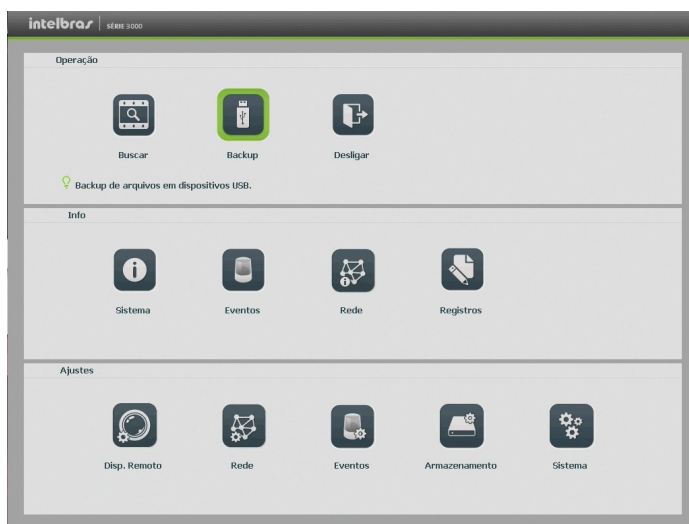 intelbras SÉRIE 3000
Operação
Buscar Backup Desligar
Backup de arquivos em dispositivos USB.
Info
Sistema Eventos Rede Registros
Ajustes
Disp. Remoto Rede Eventos Armazenamento Sistema